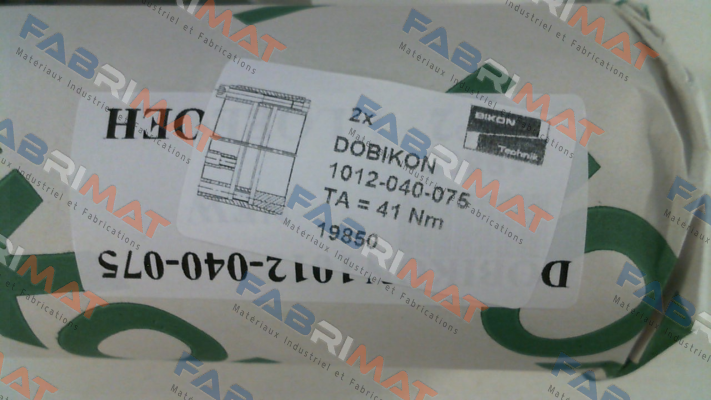 2x
DOBIKON
1012-040-075
TA = 41 Nm
19850
BIKON
Technik
OEH
1012-040-075
FABRIMAT
Materiaux Industriel et Fabrications